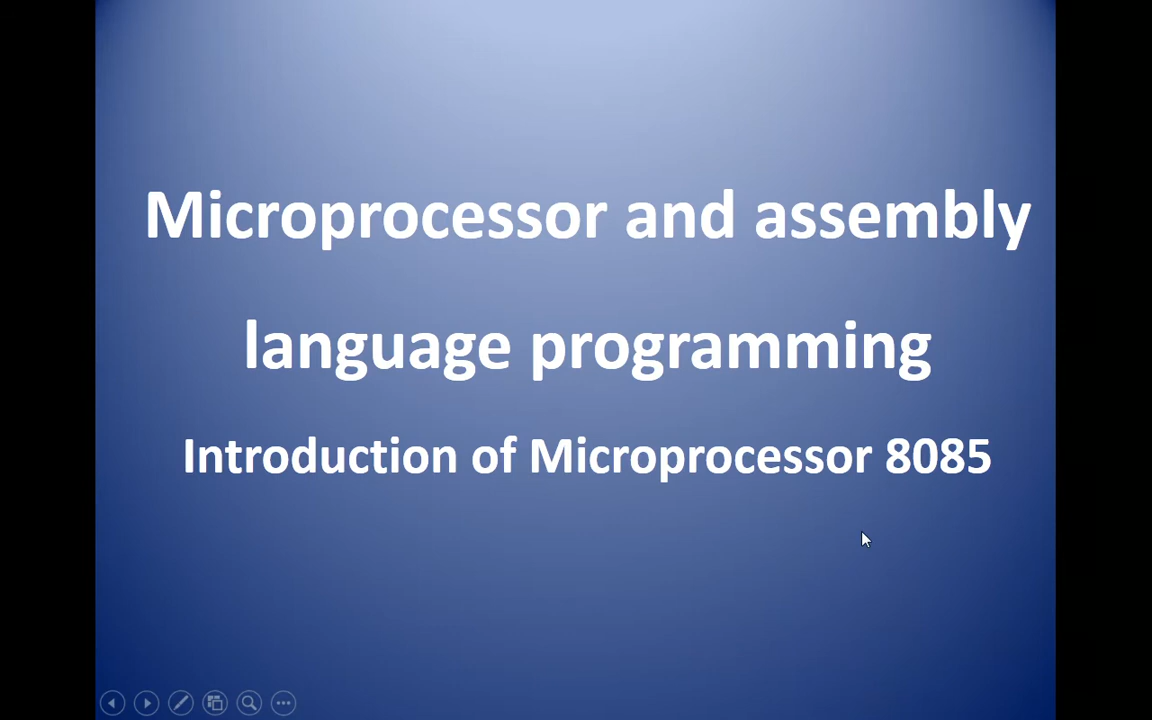 Microprocessor and assembly
language programming
Introduction of Microprocessor 8085